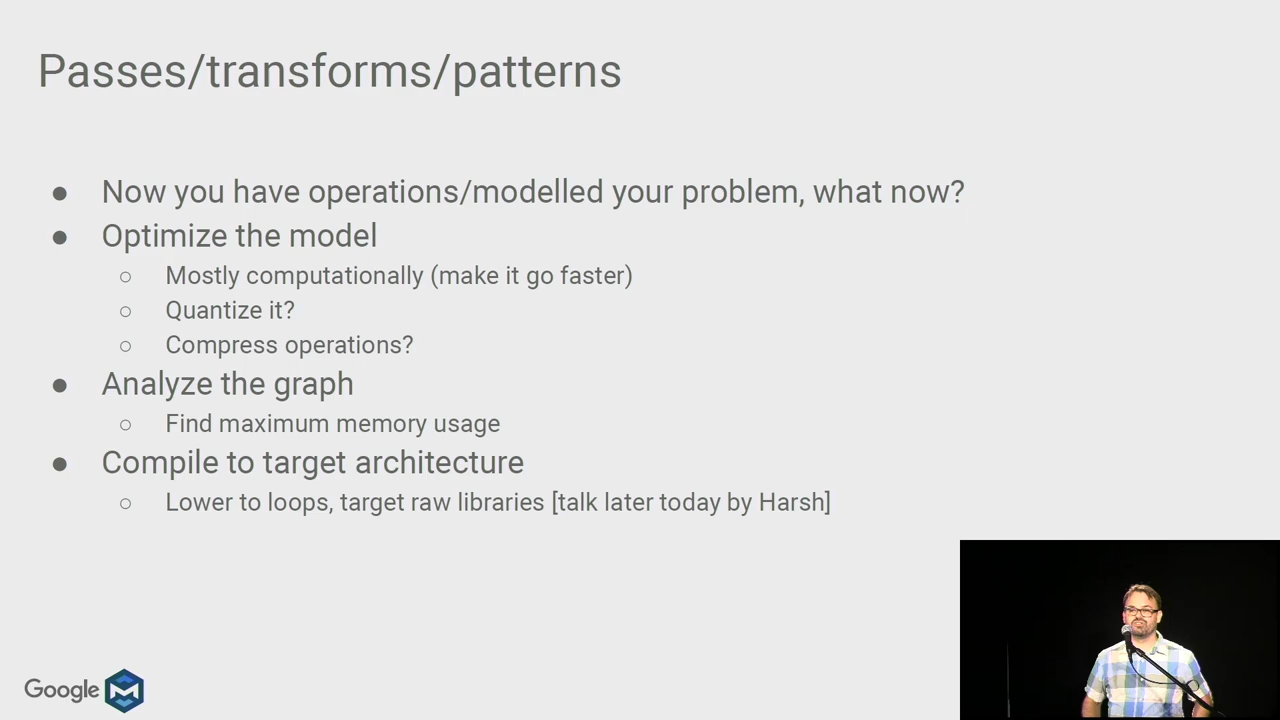 Passes/transforms/patterns
● Now you have operations/modelled your problem, what now?
● Optimize the model
○ Mostly computationally (make it go faster)
○ Quantize it?
○ Compress operations?
● Analyze the graph
○ Find maximum memory usage
● Compile to target architecture
○ Lower to loops, target raw libraries [talk later today by Harsh]
Google M